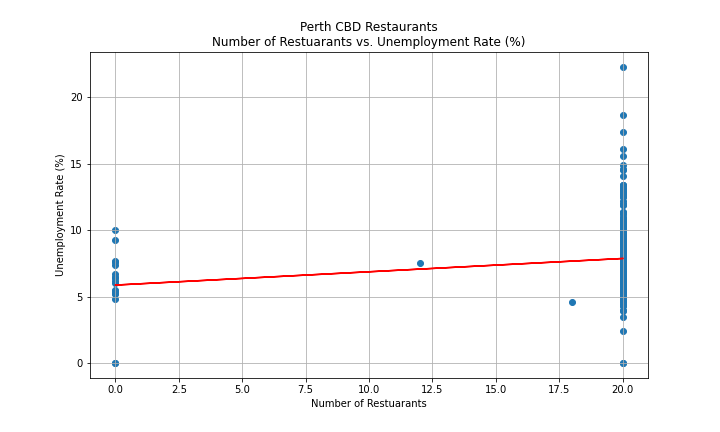 Perth CBD Restaurants
Number of Restuarants vs. Unemployment Rate (%)
Unemployment Rate (%)
20
15
10
5
0
0.0 2.5 5.0 7.5 10.0 12.5 15.0 17.5 20.0
Number of Restuarants